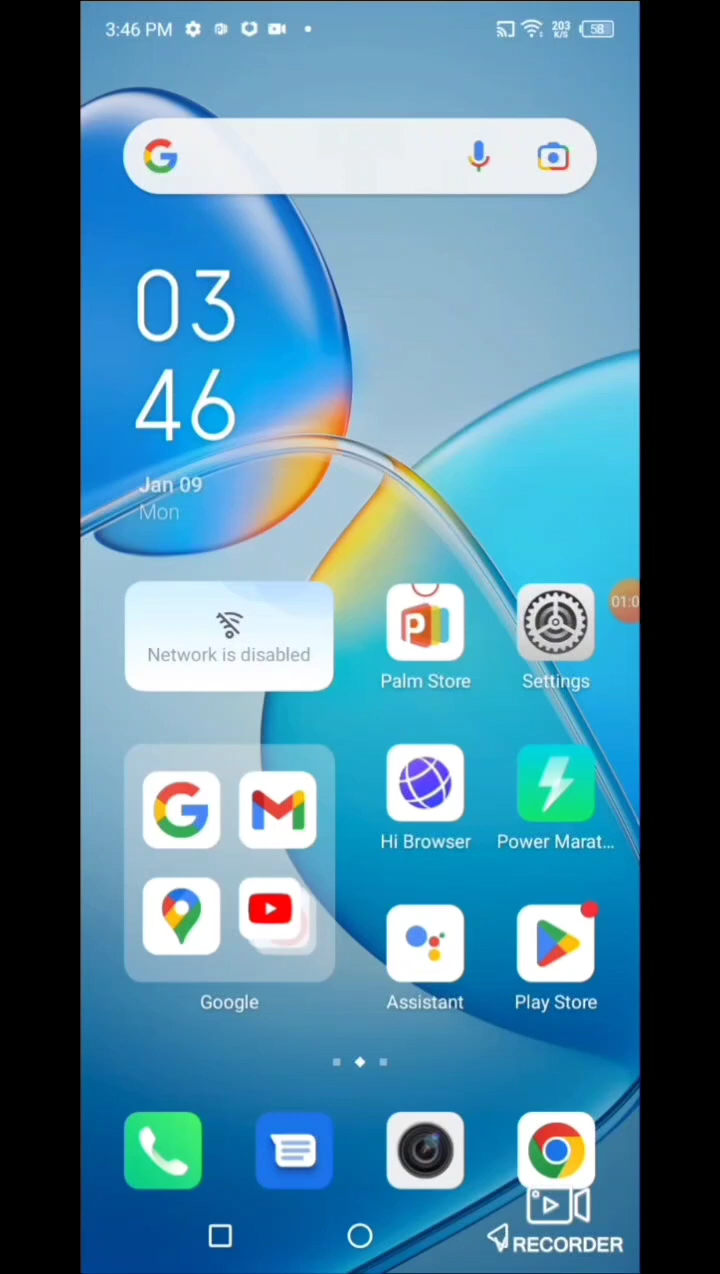 3:46 PM
203
K/S
58
03
46
Jan 09
Mon
Network is disabled
Palm Store
Settings
01:0
Hi Browser
Power Marat...
Google
Assistant
Play Store
RECORDER